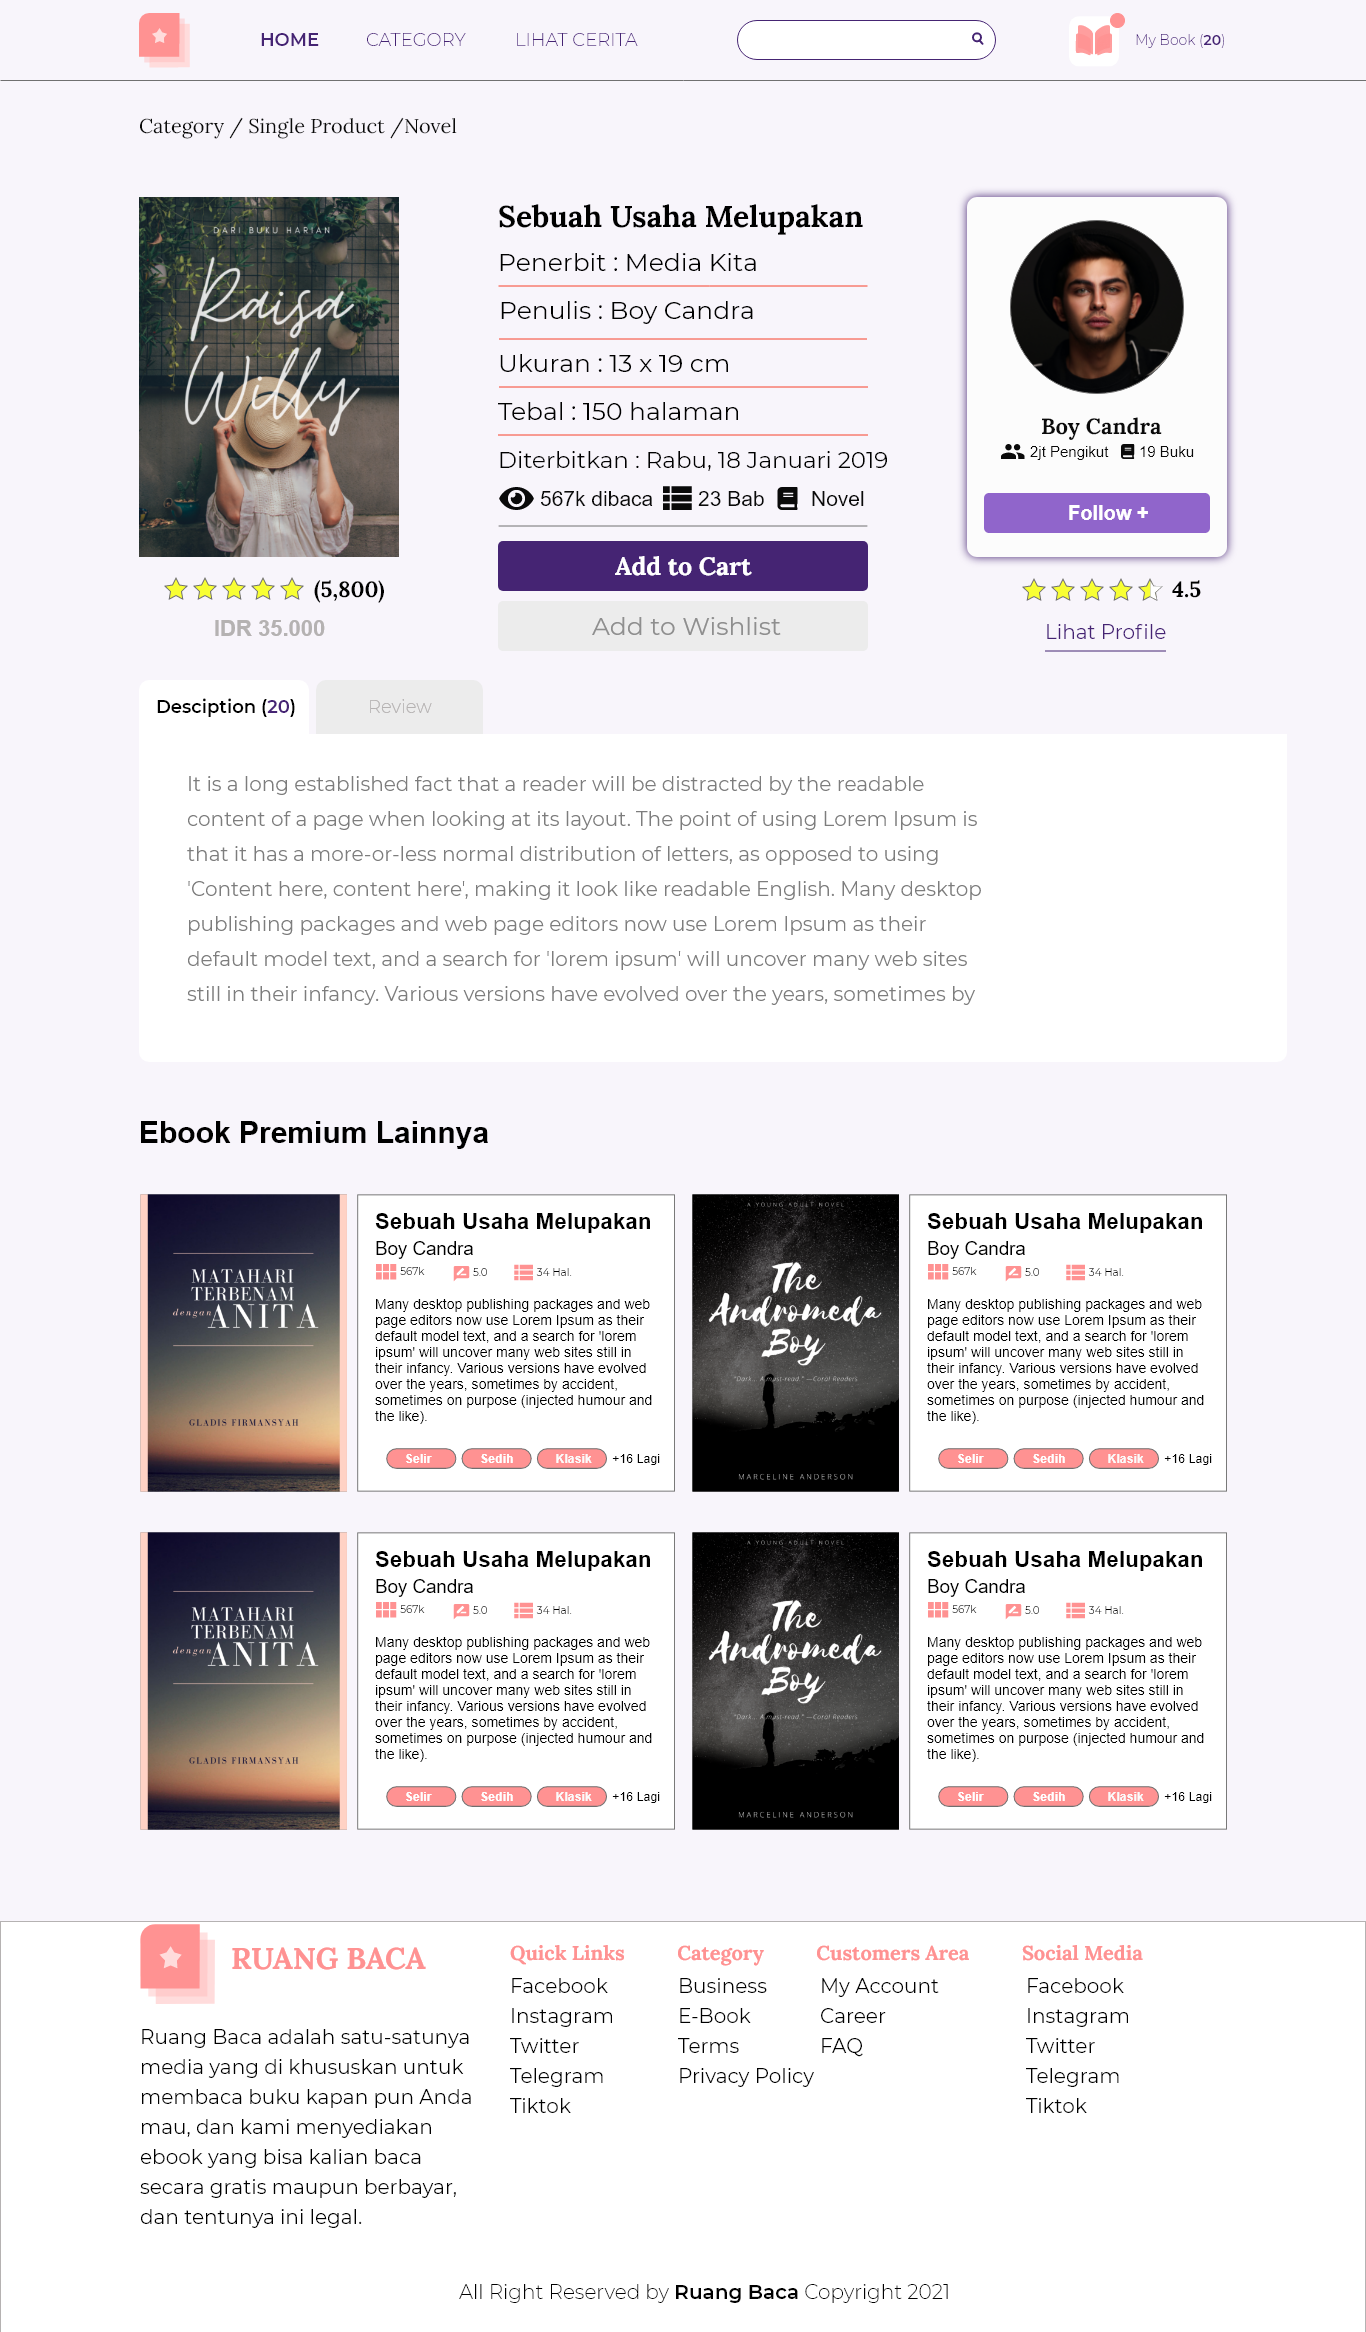 HOME CATEGORY LIHAT CERITA My Book (20)
Category / Single Product /Novel
DARI BUKU HARIAN
Raisa
Willy
(5,800)
IDR 35.000
Sebuah Usaha Melupakan
Penerbit : Media Kita
Penulis : Boy Candra
Ukuran : 13 x 19 cm
Tebal : 150 halaman
Diterbitkan : Rabu, 18 Januari 2019
567k dibaca 23 Bab Novel
Add to Cart
Add to Wishlist
Boy Candra
2jt Pengikut 19 Buku
Follow +
4.5
Lihat Profile
Desciption (20) Review
It is a long established fact that a reader will be distracted by the readable
content of a page when looking at its layout. The point of using Lorem Ipsum is
that it has a more-or-less normal distribution of letters, as opposed to using
'Content here, content here', making it look like readable English. Many desktop
publishing packages and web page editors now use Lorem Ipsum as their
default model text, and a search for 'lorem ipsum' will uncover many web sites
still in their infancy. Various versions have evolved over the years, sometimes by
Ebook Premium Lainnya
MATAHARI
TERBENAM
dengan ANITA
GLADIS FIRMANSYAH
Sebuah Usaha Melupakan
Boy Candra
567k 5.0 34 Hal.
Many desktop publishing packages and web
page editors now use Lorem Ipsum as their
default model text, and a search for 'lorem
ipsum' will uncover many web sites still in
their infancy. Various versions have evolved
over the years, sometimes by accident,
sometimes on purpose (injected humour and
the like).
Selir Sedih Klasik +16 Lagi
A YOUNG ADULT NOVEL
The
Andromeda
Boy
"Dark... A must-read." —Coral Readers
MARCELINE ANDERSON
Sebuah Usaha Melupakan
Boy Candra
567k 5.0 34 Hal.
Many desktop publishing packages and web
page editors now use Lorem Ipsum as their
default model text, and a search for 'lorem
ipsum' will uncover many web sites still in
their infancy. Various versions have evolved
over the years, sometimes by accident,
sometimes on purpose (injected humour and
the like).
Selir Sedih Klasik +16 Lagi
MATAHARI
TERBENAM
dengan ANITA
GLADIS FIRMANSYAH
Sebuah Usaha Melupakan
Boy Candra
567k 5.0 34 Hal.
Many desktop publishing packages and web
page editors now use Lorem Ipsum as their
default model text, and a search for 'lorem
ipsum' will uncover many web sites still in
their infancy. Various versions have evolved
over the years, sometimes by accident,
sometimes on purpose (injected humour and
the like).
Selir Sedih Klasik +16 Lagi
A YOUNG ADULT NOVEL
The
Andromeda
Boy
"Dark... A must-read." —Coral Readers
MARCELINE ANDERSON
Sebuah Usaha Melupakan
Boy Candra
567k 5.0 34 Hal.
Many desktop publishing packages and web
page editors now use Lorem Ipsum as their
default model text, and a search for 'lorem
ipsum' will uncover many web sites still in
their infancy. Various versions have evolved
over the years, sometimes by accident,
sometimes on purpose (injected humour and
the like).
Selir Sedih Klasik +16 Lagi
RUANG BACA
Ruang Baca adalah satu-satunya
media yang di khususkan untuk
membaca buku kapan pun Anda
mau, dan kami menyediakan
ebook yang bisa kalian baca
secara gratis maupun berbayar,
dan tentunya ini legal.
Quick Links
Facebook
Instagram
Twitter
Telegram
Tiktok
Category
Business
E-Book
Terms
Privacy Policy
Customers Area
My Account
Career
FAQ
Social Media
Facebook
Instagram
Twitter
Telegram
Tiktok
All Right Reserved by Ruang Baca Copyright 2021